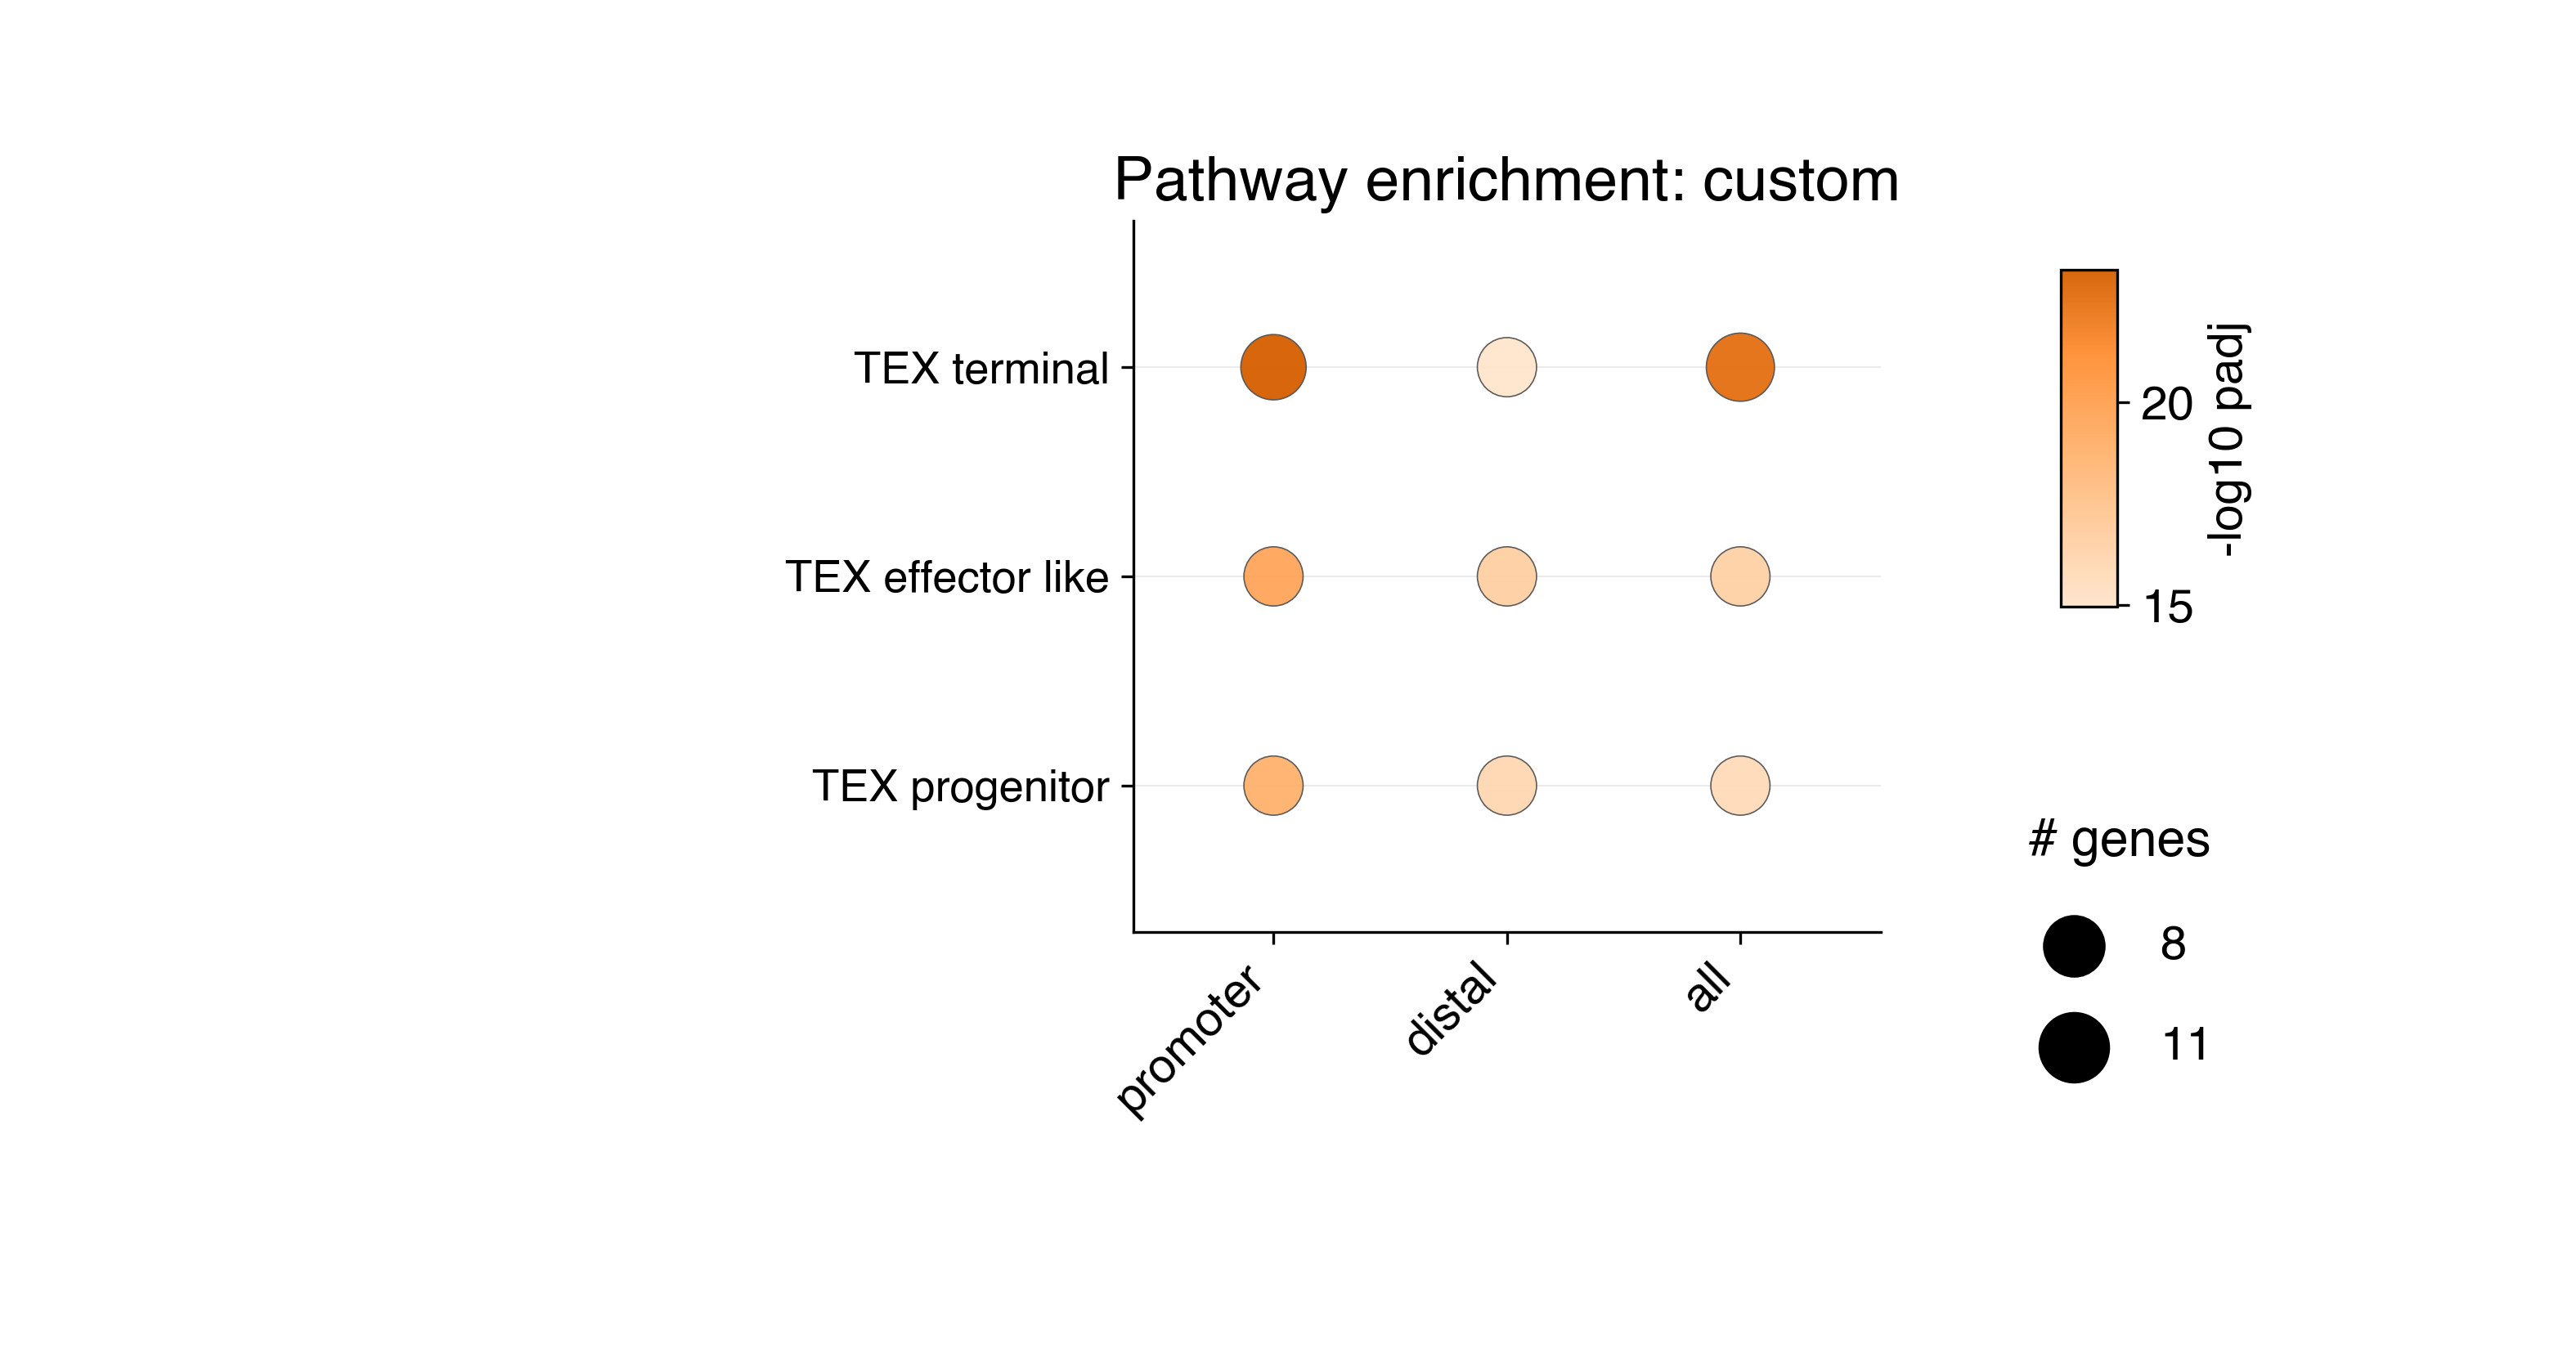 Pathway enrichment: custom
TEX terminal
TEX effector like
TEX progenitor
promoter
distal
all
20
15
-log10 padj
# genes
8
11